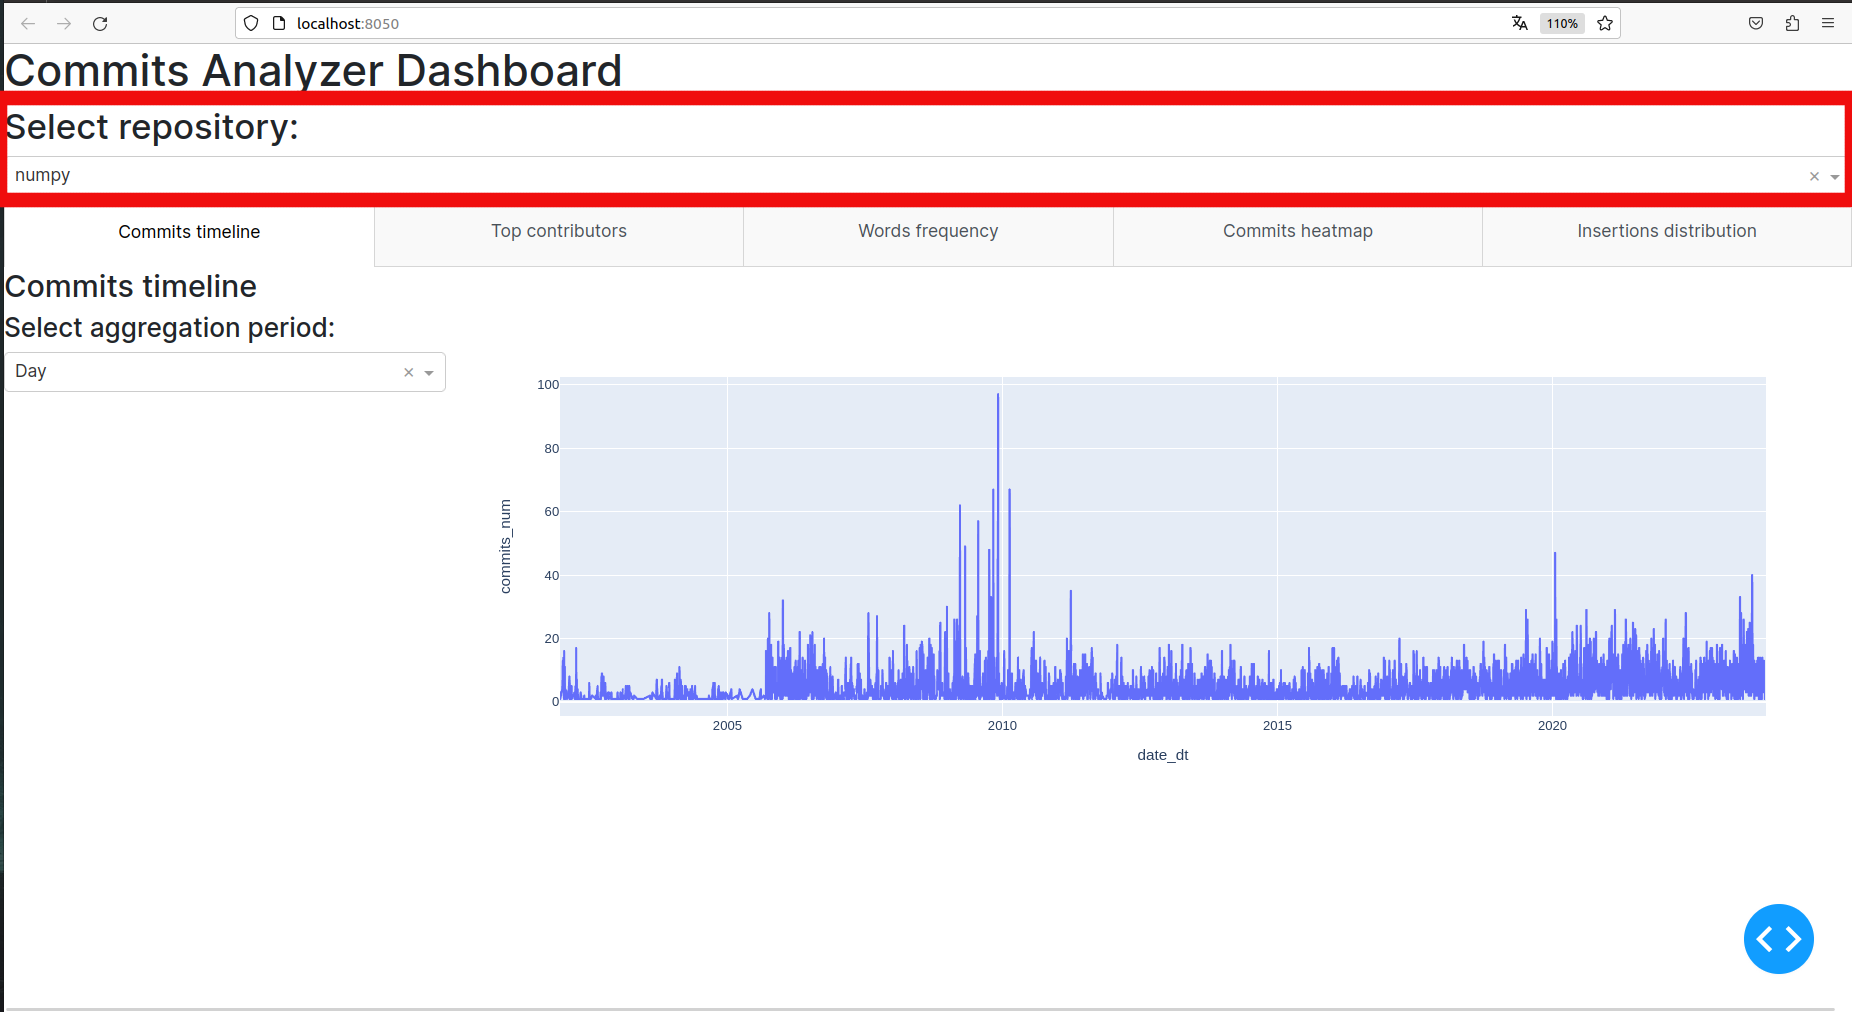 localhost:8050
110%
Commits Analyzer Dashboard
Select repository:
numpy
Commits timeline
Top contributors
Words frequency
Commits heatmap
Insertions distribution
Commits timeline
Select aggregation period:
Day
100
80
60
40
20
0
commits_num
2005
2010
2015
2020
date_dt